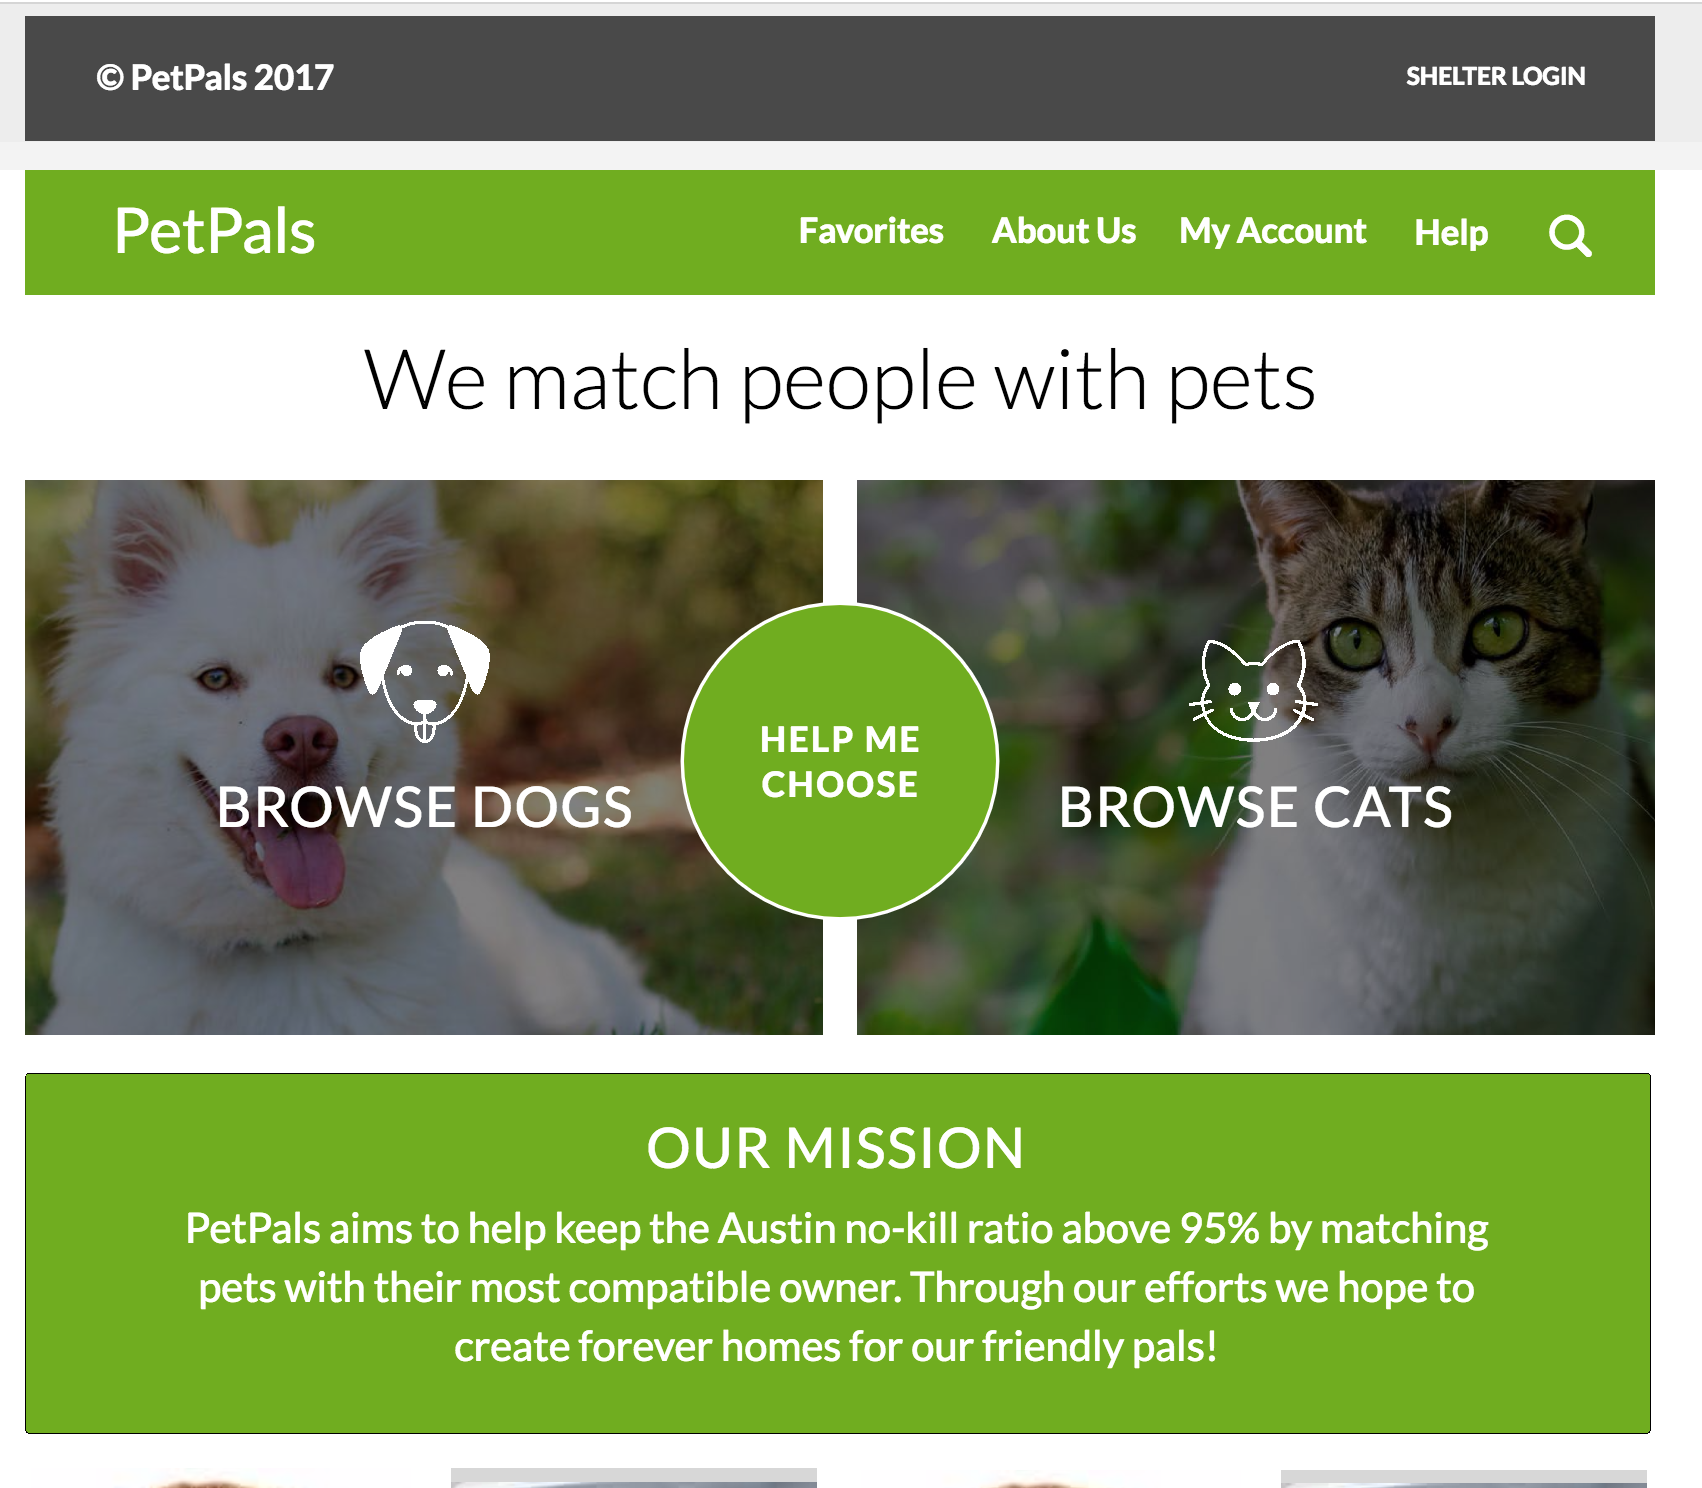 © PetPals 2017
SHELTER LOGIN
PetPals
Favorites
About Us
My Account
Help
We match people with pets
BROWSE DOGS
HELP ME
CHOOSE
BROWSE CATS
OUR MISSION
PetPals aims to help keep the Austin no-kill ratio above 95% by matching
pets with their most compatible owner. Through our efforts we hope to
create forever homes for our friendly pals!